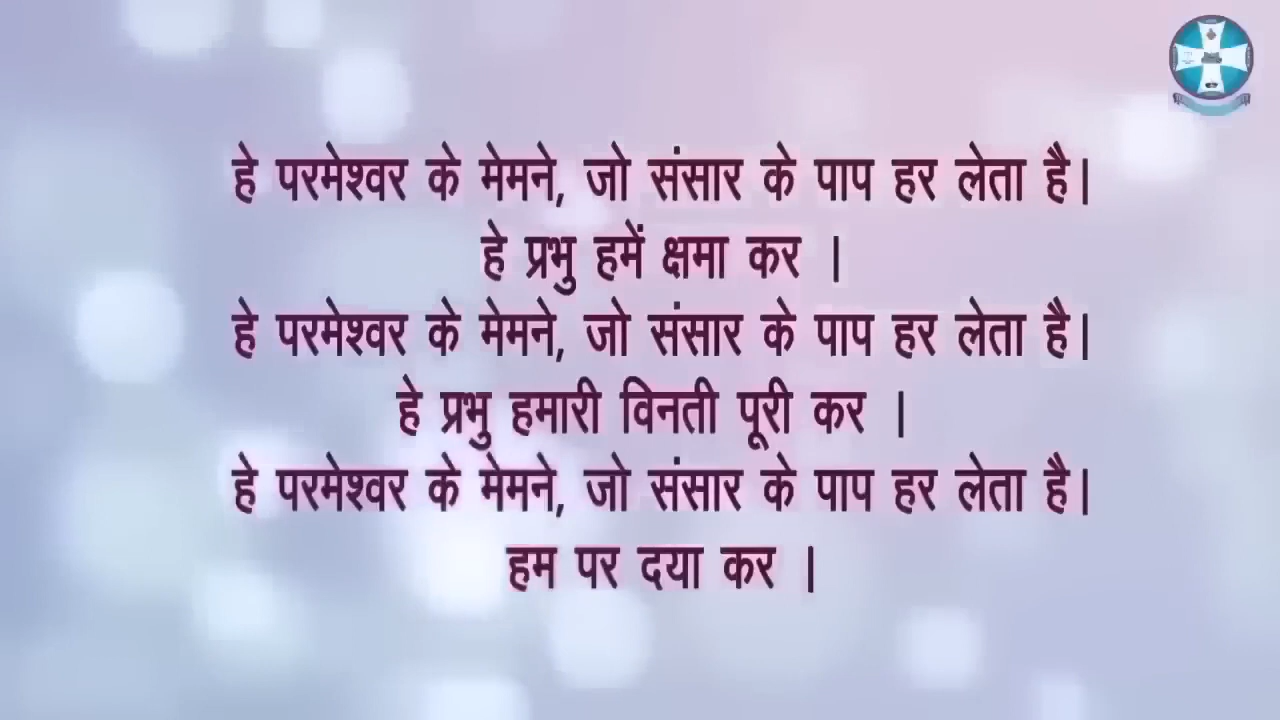 हे परमेश्वर के मेमने, जो संसार के पाप हर लेता है।
हे प्रभु हमें क्षमा कर ।
हे परमेश्वर के मेमने, जो संसार के पाप हर लेता है।
हे प्रभु हमारी विनती पूरी कर ।
हे परमेश्वर के मेमने, जो संसार के पाप हर लेता है।
हम पर दया कर ।